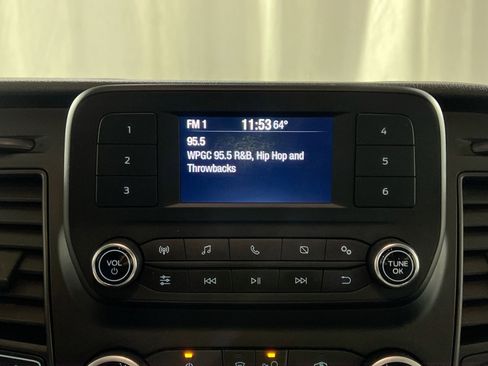 FM 1 11:53 64°
95.5
WPGC 95.5 R&B, Hip Hop and
Throwbacks
1
2
3
4
5
6
VOL
TUNE
OK